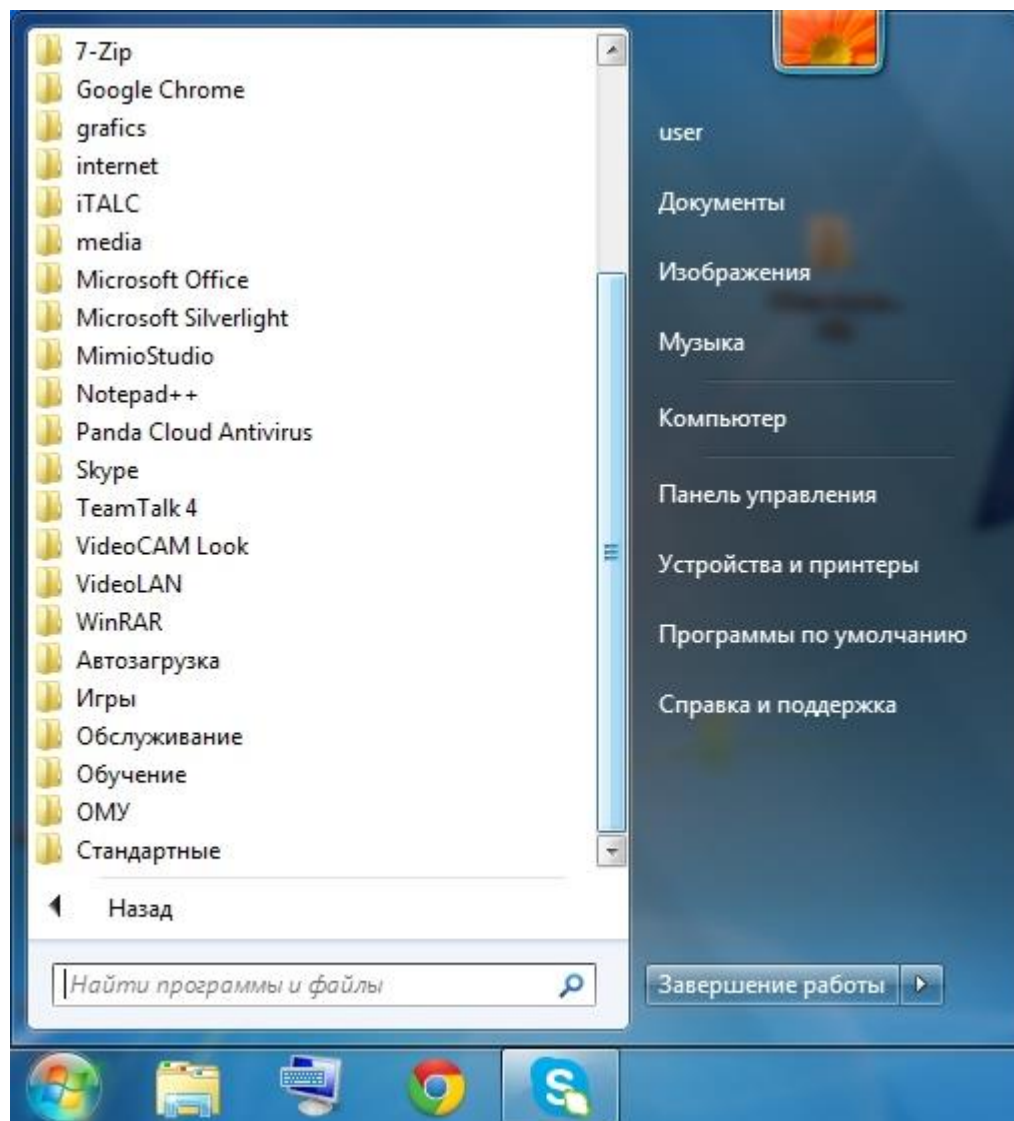 7-Zip
Google Chrome
grafics
internet
iTALC
media
Microsoft Office
Microsoft Silverlight
MimioStudio
Notepad++
Panda Cloud Antivirus
Skype
TeamTalk 4
VideoCAM Look
VideoLAN
WinRAR
Автозагрузка
Игры
Обслуживание
Обучение
ОМУ
Стандартные
Назад
Найти программы и файлы
user
Документы
Изображения
Музыка
Компьютер
Панель управления
Устройства и принтеры
Программы по умолчанию
Справка и поддержка
Завершение работы